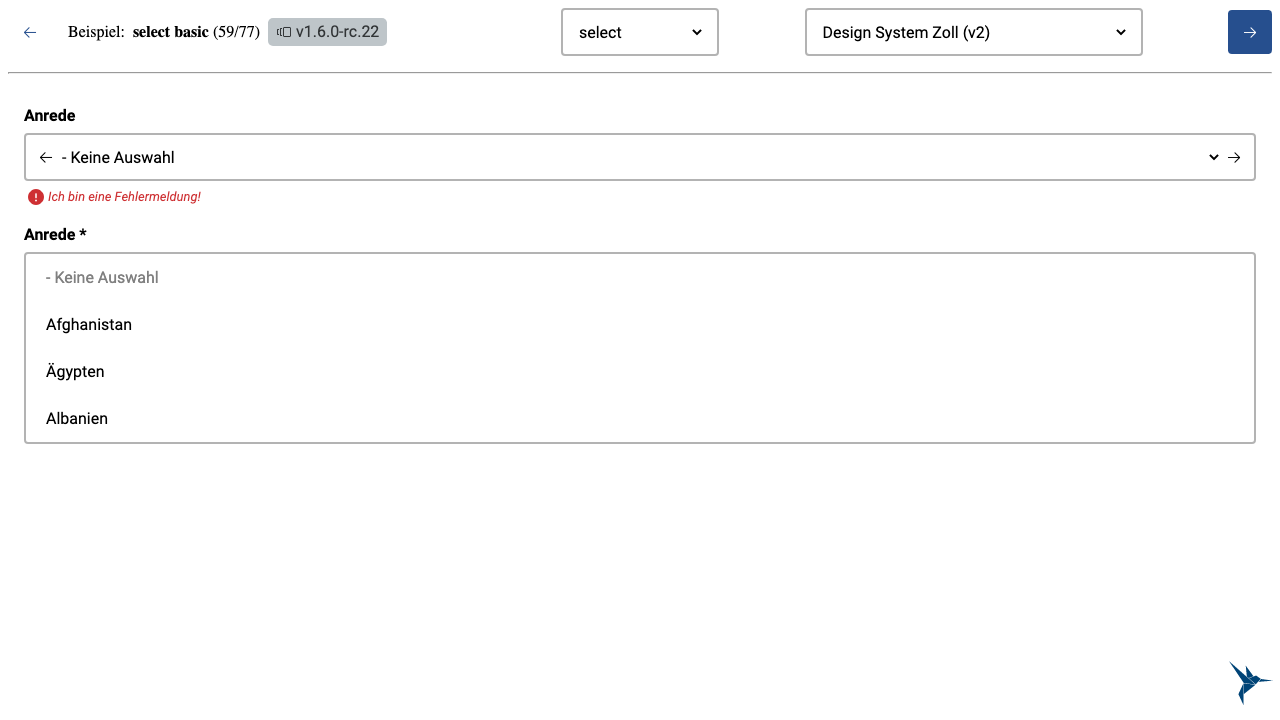 Beispiel: select basic (59/77) v1.6.0-rc.22 select Design System Zoll (v2)
Anrede
- Keine Auswahl
Ich bin eine Fehlermeldung!
Anrede *
- Keine Auswahl
Afghanistan
Ägypten
Albanien